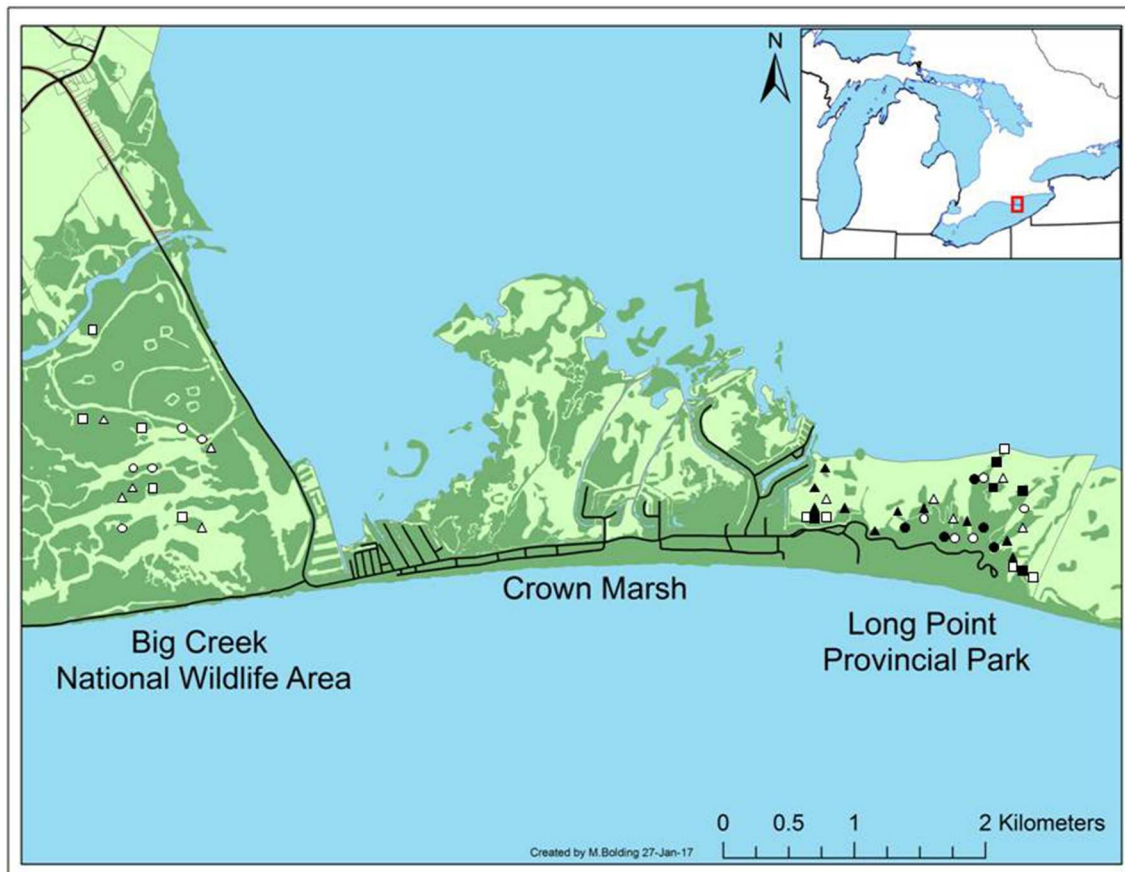 N
Big Creek
National Wildlife Area
Crown Marsh
Long Point
Provincial Park
0 0.5 1 2 Kilometers
Created by M.Bolding 27-Jan-17